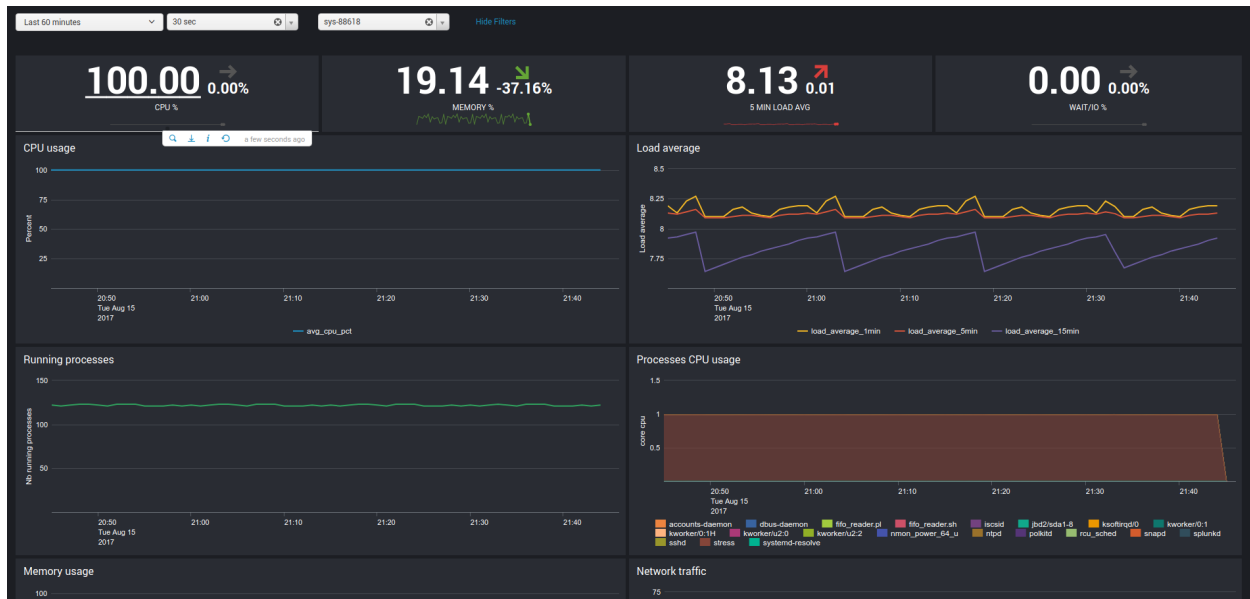 Last 60 minutes 30 sec sys-88618 Hide Filters
100.00 0.00%
CPU %
19.14 -37.16%
MEMORY %
8.13 0.01
5 MIN LOAD AVG
0.00 0.00%
WAIT/IO %
a few seconds ago
CPU usage
100
75
50
25
Percent
20:50 21:00 21:10 21:20 21:30 21:40
Tue Aug 15
2017
avg_cpu_pct
Load average
8.5
8.25
8
7.75
Load average
20:50 21:00 21:10 21:20 21:30 21:40
Tue Aug 15
2017
load_average_1min load_average_5min load_average_15min
Running processes
150
100
50
Nb running processes
20:50 21:00 21:10 21:20 21:30 21:40
Tue Aug 15
2017
Processes CPU usage
1.5
1
0.5
core cpu
20:50 21:00 21:10 21:20 21:30 21:40
Tue Aug 15
2017
accounts-daemon dbus-daemon fifo_reader.pl fifo_reader.sh iscsid jbd2/sda1-8 ksoftirqd/0 kworker/0:1
kworker/0:1H kworker/u2:0 kworker/u2:2 nmon_power_64_u ntpd polkitd rcu_sched snapd splunkd
sshd stress systemd-resolve
Memory usage
100
Network traffic
75